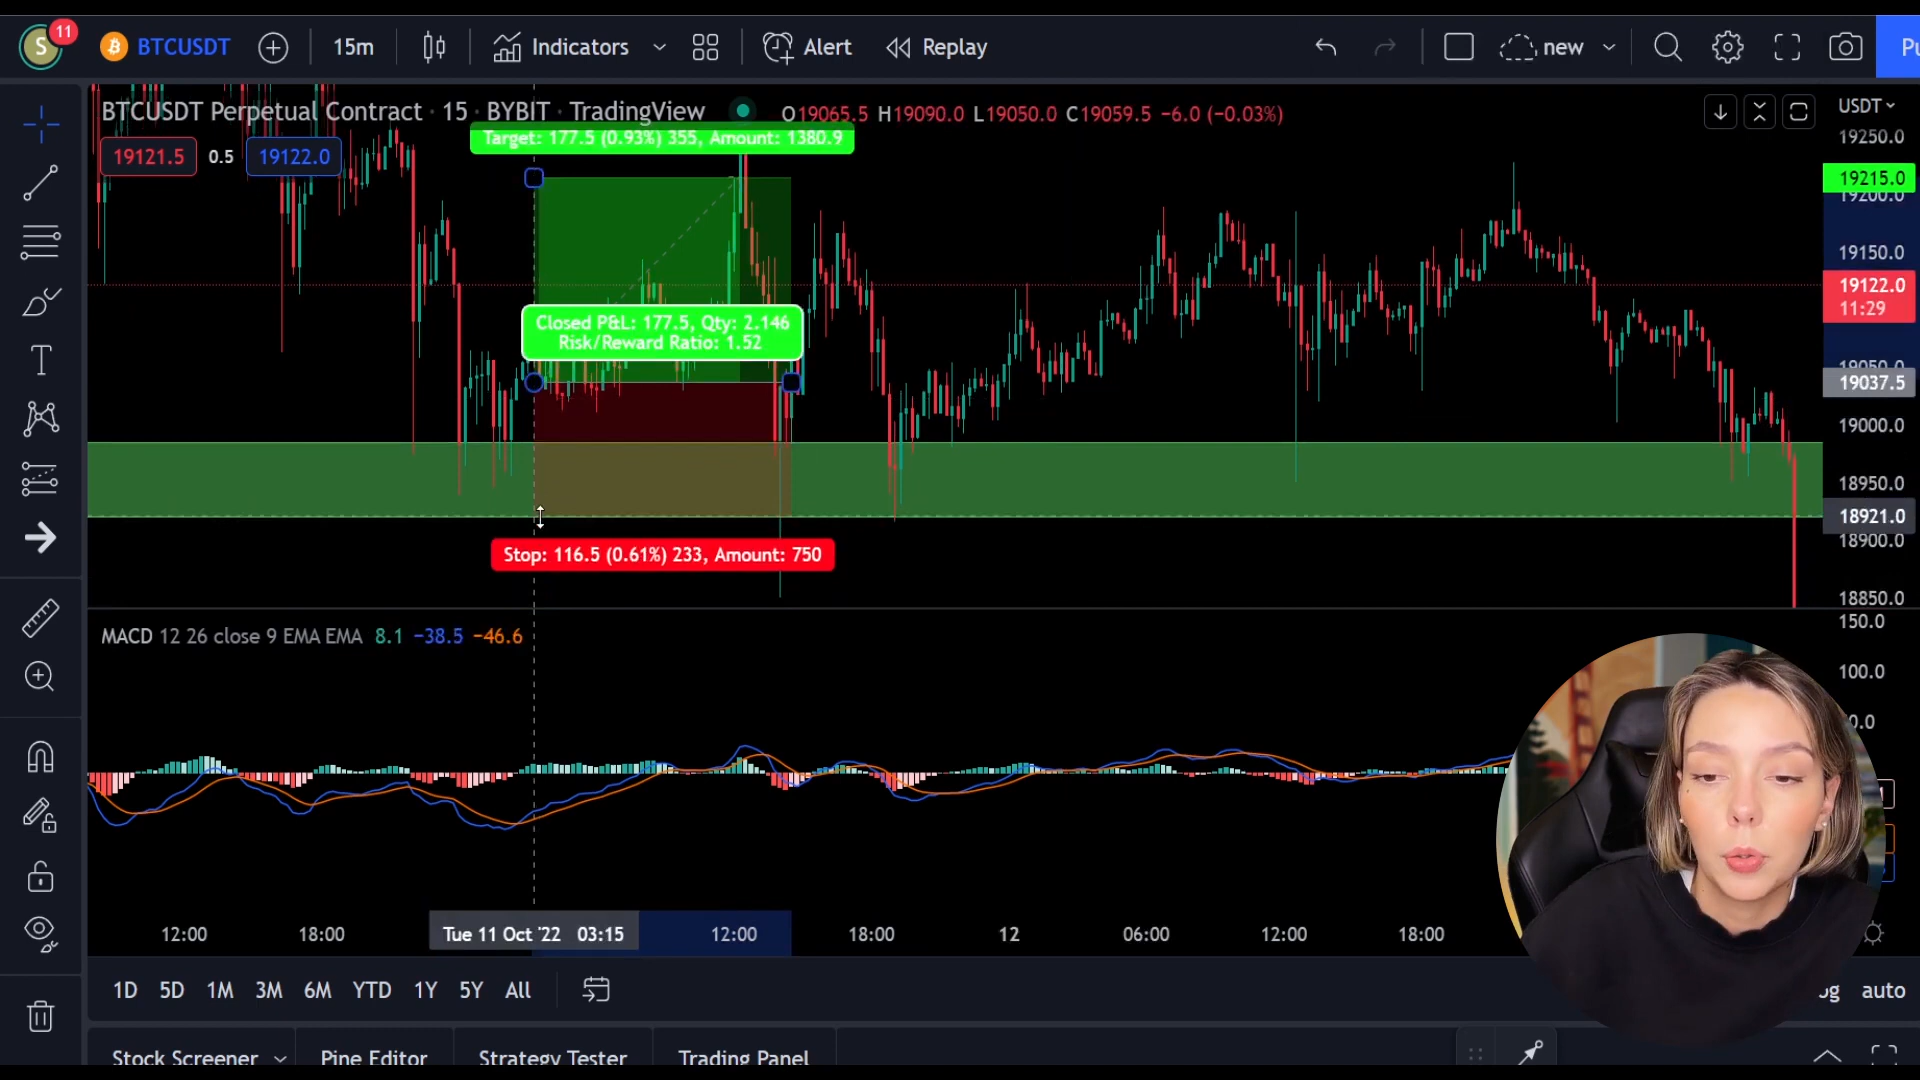 S 11 BTCUSDT 15m Indicators Alert Replay new
BTCUSDT Perpetual Contract · 15 · BYBIT · TradingView O19065.5 H19090.0 L19050.0 C19059.5 −6.0 (−0.03%) USDT
Target: 177.5 (0.93%) 355, Amount: 1380.9
19121.5 0.5 19122.0
19250.0
19215.0
19200.0
19150.0
19122.0
11:29
Closed P&L: 177.5, Qty: 2.146
Risk/Reward Ratio: 1.52
19050.0
19037.5
19000.0
18950.0
18921.0
18900.0
Stop: 116.5 (0.61%) 233, Amount: 750
18850.0
MACD 12 26 close 9 EMA EMA 8.1 −38.5 −46.6
150.0
100.0
12:00 18:00 Tue 11 Oct '22 03:15 12:00 18:00 12 06:00 12:00 18:00
1D 5D 1M 3M 6M YTD 1Y 5Y All auto
Stock Screener Pine Editor Strategy Tester Trading Panel